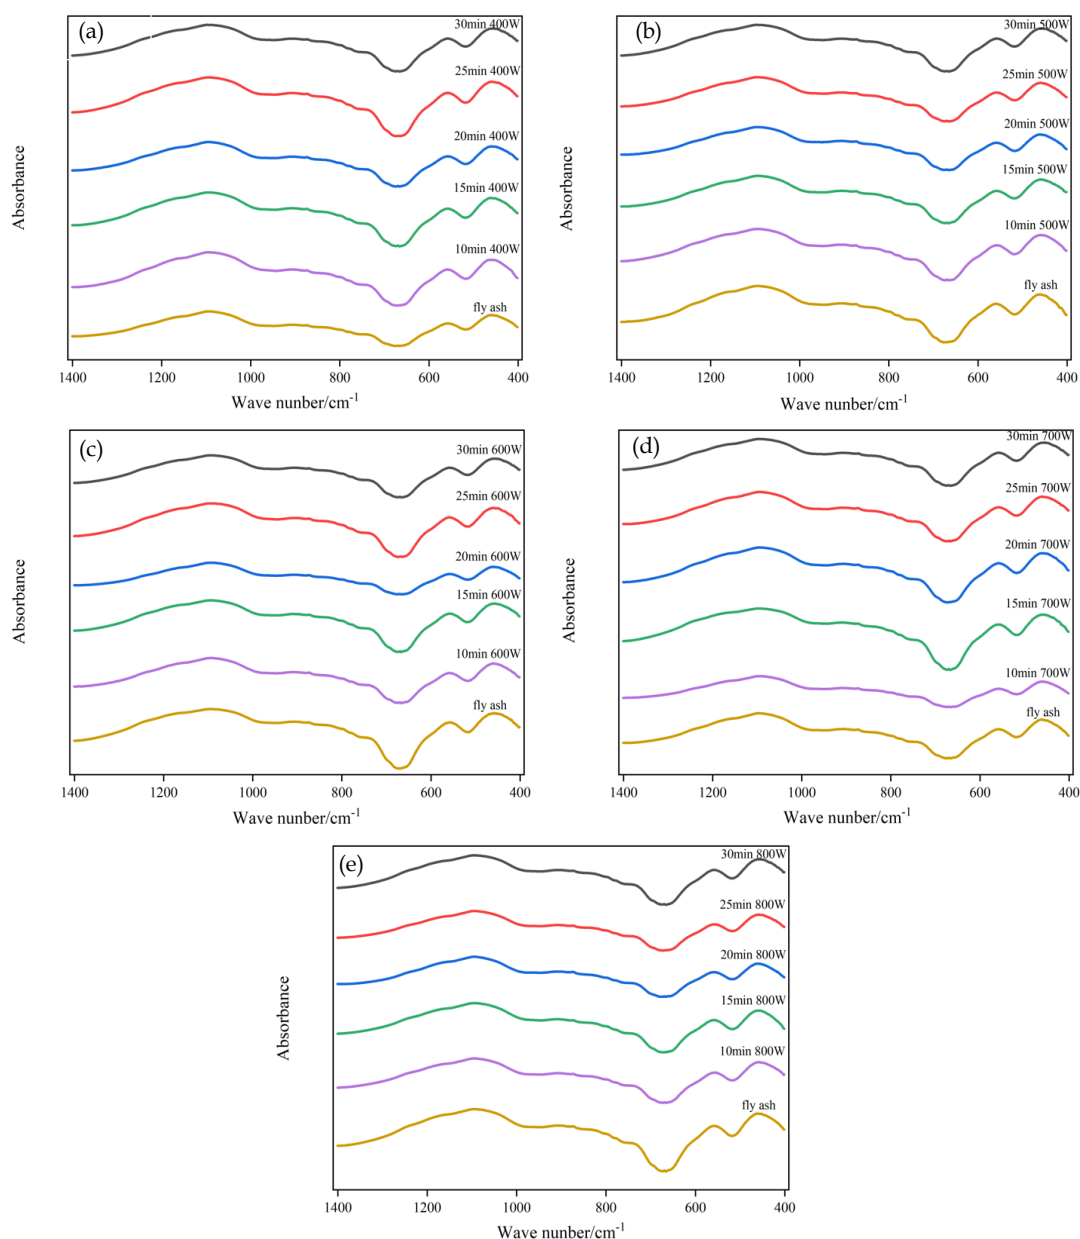 (a)
30min 400W
25min 400W
20min 400W
15min 400W
10min 400W
fly ash
Absorbance
1400 1200 1000 800 600 400
Wave nunber/cm⁻¹
(b)
30min 500W
25min 500W
20min 500W
15min 500W
10min 500W
fly ash
Absorbance
1400 1200 1000 800 600 400
Wave nunber/cm⁻¹
(c)
30min 600W
25min 600W
20min 600W
15min 600W
10min 600W
fly ash
Absorbance
1400 1200 1000 800 600 400
Wave nunber/cm⁻¹
(d)
30min 700W
25min 700W
20min 700W
15min 700W
10min 700W
fly ash
Absorbance
1400 1200 1000 800 600 400
Wave nunber/cm⁻¹
(e)
30min 800W
25min 800W
20min 800W
15min 800W
10min 800W
fly ash
Absorbance
1400 1200 1000 800 600 400
Wave nunber/cm⁻¹